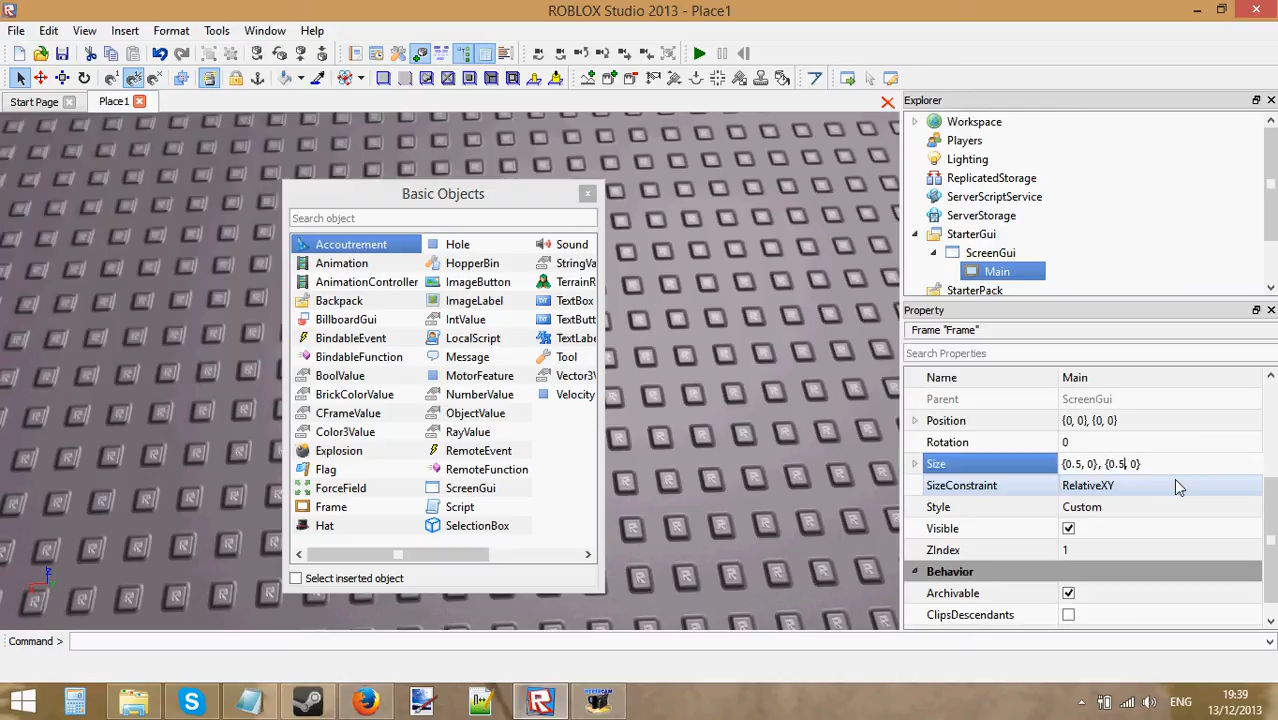 ROBLOX Studio 2013 - Place1
File Edit View Insert Format Tools Window Help
Start Page
Place1
Basic Objects
Search object
Accoutrement
Animation
AnimationController
Backpack
BillboardGui
BindableEvent
BindableFunction
BoolValue
BrickColorValue
CFrameValue
Color3Value
Explosion
Flag
ForceField
Frame
Hat
Hole
HopperBin
ImageButton
ImageLabel
IntValue
LocalScript
Message
MotorFeature
NumberValue
ObjectValue
RayValue
RemoteEvent
RemoteFunction
ScreenGui
Script
SelectionBox
Sound
StringVa
TerrainR
TextBox
TextButt
TextLabe
Tool
Vector3V
Velocity
Select inserted object
Explorer
Workspace
Players
Lighting
ReplicatedStorage
ServerScriptService
ServerStorage
StarterGui
ScreenGui
Main
StarterPack
Property
Frame "Frame"
Search Properties
Name Main
Parent ScreenGui
Position {0, 0}, {0, 0}
Rotation 0
Size {0.5, 0}, {0.5, 0}
SizeConstraint RelativeXY
Style Custom
Visible
ZIndex 1
Behavior
Archivable
ClipsDescendants
Command >
ENG
19:39
13/12/2013